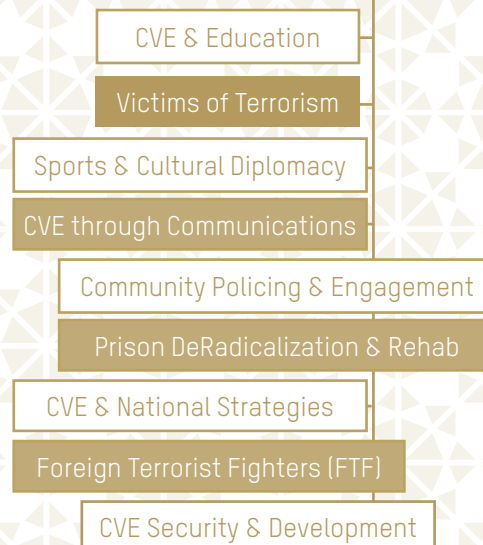 CVE & Education
Victims of Terrorism
Sports & Cultural Diplomacy
CVE through Communications
Community Policing & Engagement
Prison DeRadicalization & Rehab
CVE & National Strategies
Foreign Terrorist Fighters (FTF)
CVE Security & Development